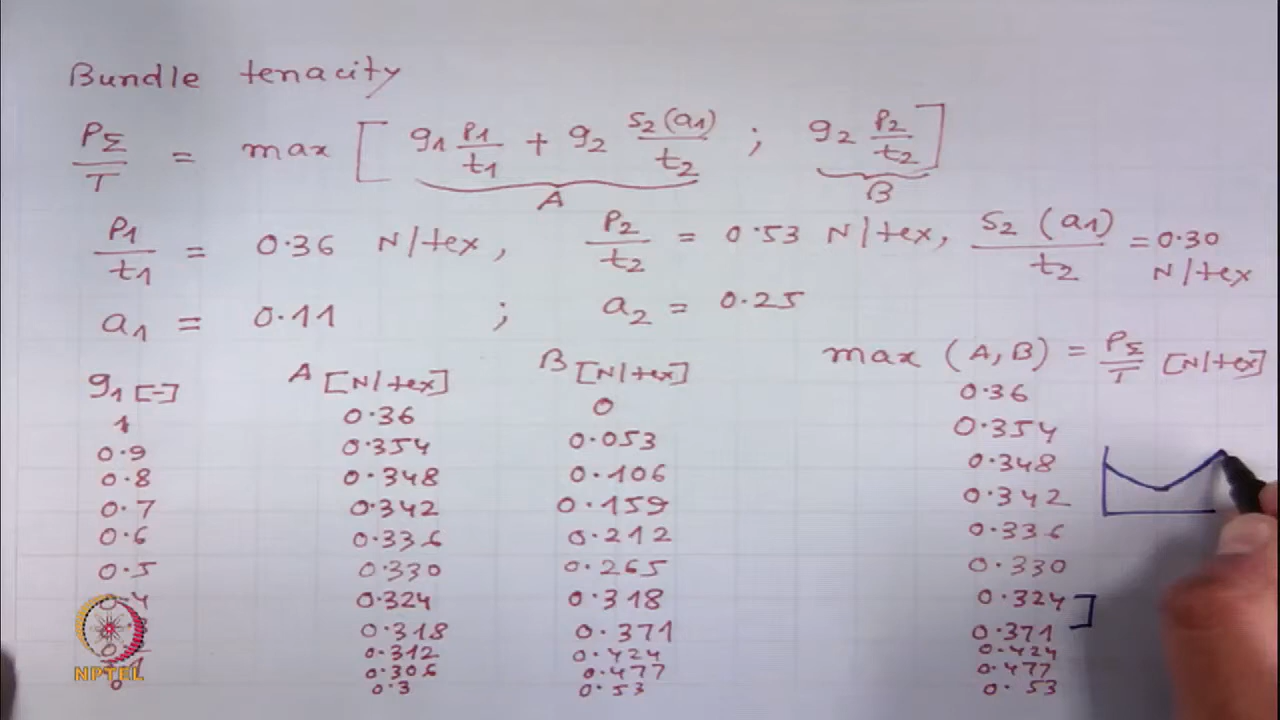 Bundle tenacity
PΣ/T = max [ g1 p1/t1 + g2 S2(a1)/t2 ; g2 P2/t2 ]
A B
P1/t1 = 0.36 N/tex, P2/t2 = 0.53 N/tex, S2(a1)/t2 = 0.30 N/tex
a1 = 0.11 ; a2 = 0.25
g1 [-] A [N/tex] B [N/tex] max (A,B) = PΣ/T [N/tex]
1 0.36 0 0.36
0.9 0.354 0.053 0.354
0.8 0.348 0.106 0.348
0.7 0.342 0.159 0.342
0.6 0.336 0.212 0.336
0.5 0.330 0.265 0.330
0.4 0.324 0.318 0.324
0.318 0.371 0.371
0.312 0.424 0.424
0.306 0.477 0.477
0 0.3 0.53 0.53
NPTEL